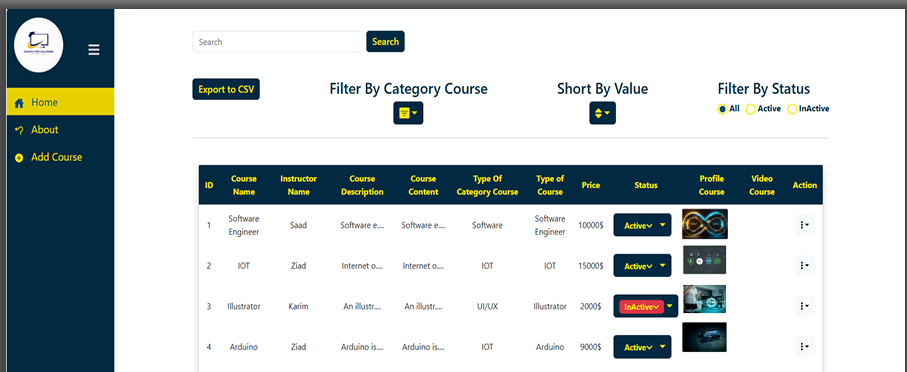 COMPUTER COURSES
Search
Search
Export to CSV
Filter By Category Course
Short By Value
Filter By Status
All
Active
InActive
Home
About
Add Course
ID
Course Name
Instructor Name
Course Description
Course Content
Type Of Category Course
Type of Course
Price
Status
Profile Course
Video Course
Action
1
Software Engineer
Saad
Software e....
Software e....
Software
Software Engineer
10000$
Active
2
IOT
Ziad
Internet o....
Internet o....
IOT
IOT
15000$
Active
3
Illustrator
Karim
An illustr....
An illustr....
UI/UX
Illustrator
2000$
InActive
4
Arduino
Ziad
Arduino is....
Arduino is....
IOT
Arduino
9000$
Active